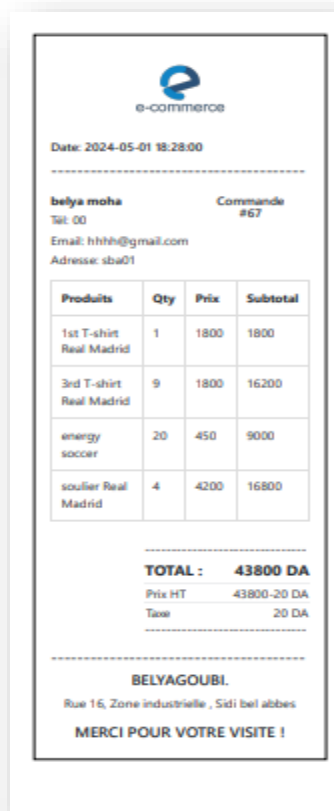 e-commerce
Date: 2024-05-01 18:28:00
----------------------------------------
belya moha Commande
#67
Tél: 00
Email: hhhh@gmail.com
Adresse: sba01
Produits Qty Prix Subtotal
1st T-shirt 1 1800 1800
Real Madrid
3rd T-shirt 9 1800 16200
Real Madrid
energy 20 450 9000
soccer
soulier Real 4 4200 16800
Madrid
--------------------------------
TOTAL : 43800 DA
Prix HT 43800-20 DA
Taxe 20 DA
--------------------------------
----------------------------------------
BELYAGOUBI.
Rue 16, Zone industrielle , Sidi bel abbes
MERCI POUR VOTRE VISITE !